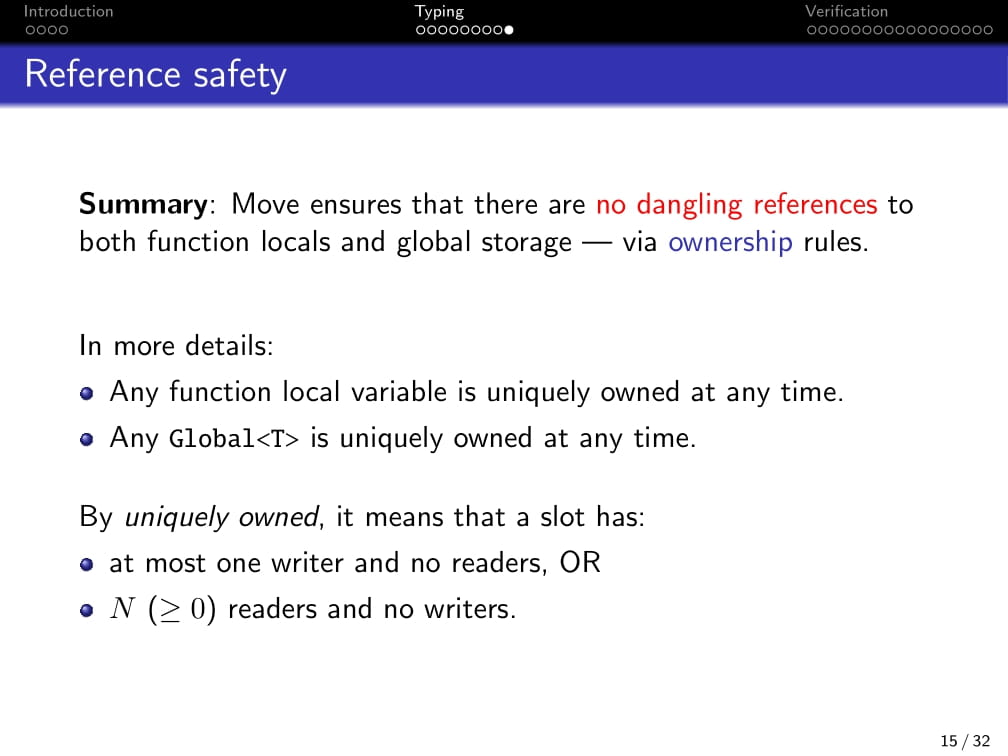 Introduction Typing Verification
Reference safety
Summary: Move ensures that there are no dangling references to
both function locals and global storage — via ownership rules.
In more details:
Any function local variable is uniquely owned at any time.
Any Global<T> is uniquely owned at any time.
By uniquely owned, it means that a slot has:
at most one writer and no readers, OR
N (≥ 0) readers and no writers.
15 / 32